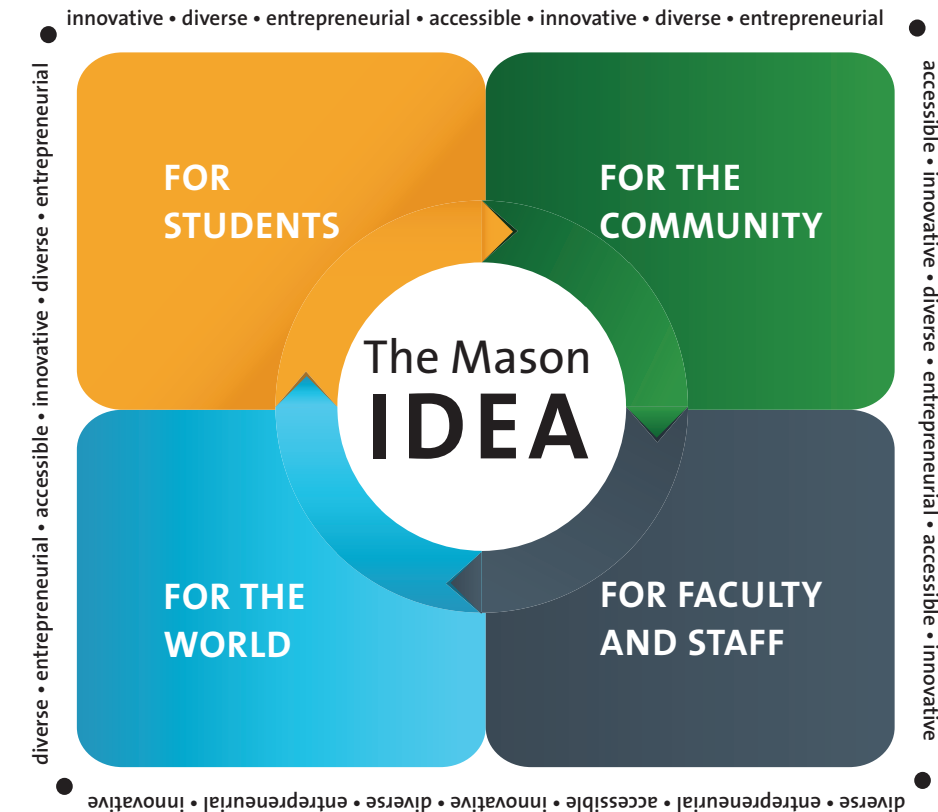 innovative • diverse • entrepreneurial • accessible • innovative • diverse • entrepreneurial
accessible • innovative • diverse • entrepreneurial • accessible • innovative
diverse • entrepreneurial • accessible • innovative • diverse • entrepreneurial • innovative
diverse • entrepreneurial • accessible • innovative • diverse • entrepreneurial
FOR
STUDENTS
FOR THE
COMMUNITY
The Mason
IDEA
FOR THE
WORLD
FOR FACULTY
AND STAFF